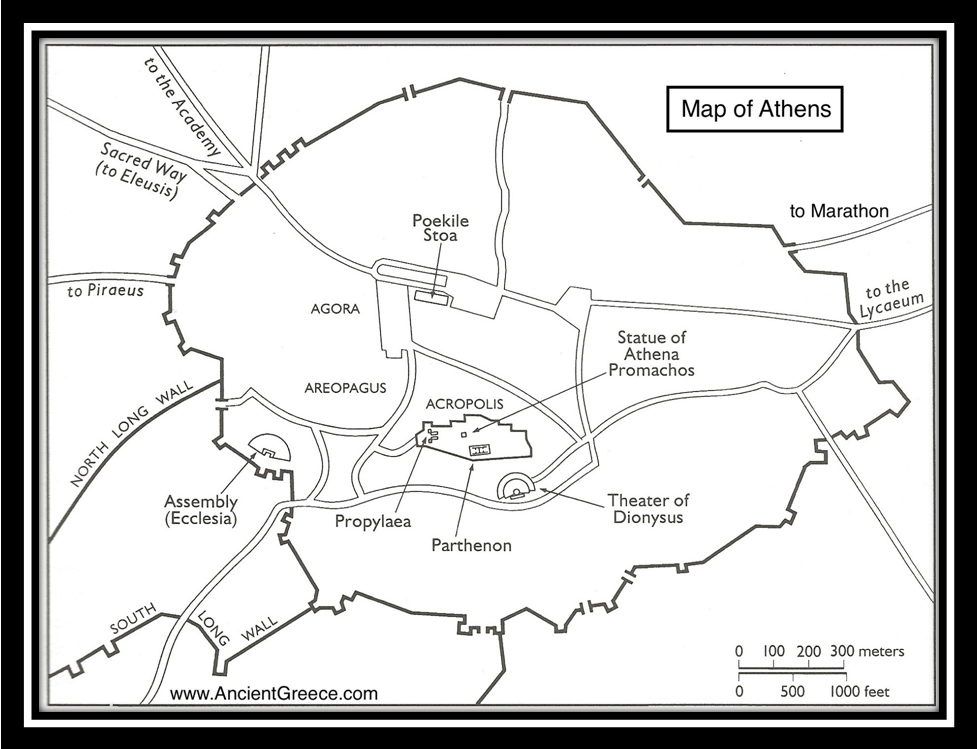 Map of Athens
to the Academy
Sacred Way
(to Eleusis)
to Marathon
Poekile
Stoa
to Piraeus
to the
Lycaeum
AGORA
Statue of
Athena
Promachos
AREOPAGUS
ACROPOLIS
NORTH LONG WALL
Assembly
(Ecclesia)
Propylaea
Theater of
Dionysus
Parthenon
SOUTH LONG WALL
0 100 200 300 meters
0 500 1000 feet
www.AncientGreece.com